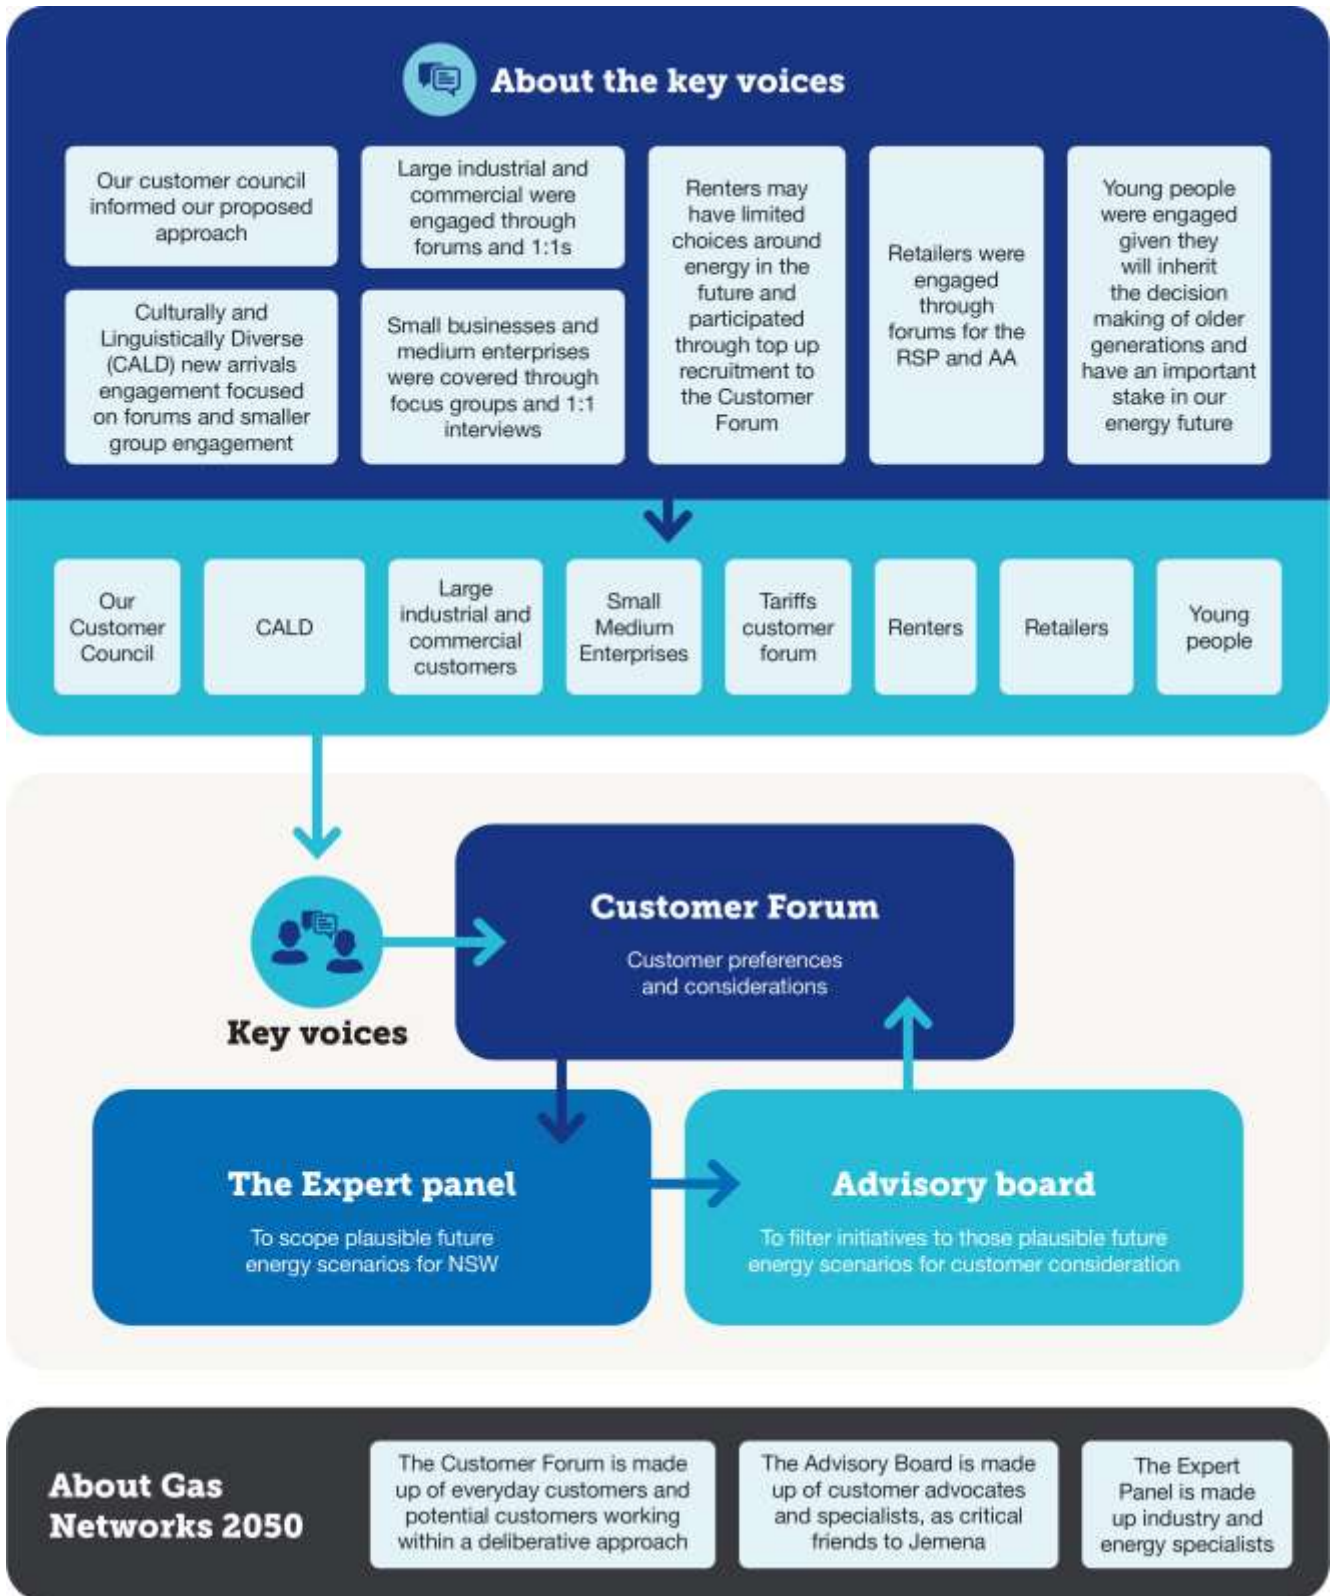 About the key voices
Our customer council
informed our proposed
approach
Culturally and
Linguistically Diverse
(CALD) new arrivals
engagement focused
on forums and smaller
group engagement
Large industrial and
commercial were
engaged through
forums and 1:1s
Small businesses and
medium enterprises
were covered through
focus groups and 1:1
interviews
Renters may
have limited
choices around
energy in the
future and
participated
through top up
recruitment to
the Customer
Forum
Retailers were
engaged
through
forums for the
RSP and AA
Young people
were engaged
given they
will inherit
the decision
making of older
generations and
have an important
stake in our
energy future
Our
Customer
Council
CALD
Large
industrial and
commercial
customers
Small
Medium
Enterprises
Tariffs
customer
forum
Renters
Retailers
Young
people
Key voices
Customer Forum
Customer preferences
and considerations
The Expert panel
To scope plausible future
energy scenarios for NSW
Advisory board
To filter initiatives to those plausible future
energy scenarios for customer consideration
About Gas
Networks 2050
The Customer Forum is made
up of everyday customers and
potential customers working
within a deliberative approach
The Advisory Board is made
up of customer advocates
and specialists, as critical
friends to Jemena
The Expert
Panel is made
up industry and
energy specialists